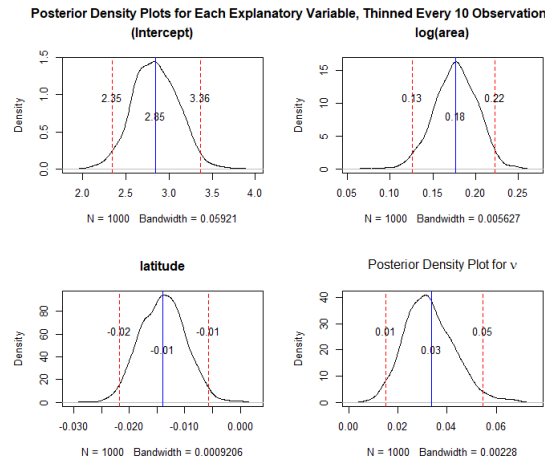 Posterior Density Plots for Each Explanatory Variable, Thinned Every 10 Observation
(Intercept)
log(area)
Density
0.0 0.5 1.0 1.5
2.35
2.85
3.36
2.0 2.5 3.0 3.5 4.0
N = 1000 Bandwidth = 0.05921
Density
0 5 10 15
0.13
0.18
0.22
0.05 0.10 0.15 0.20 0.25
N = 1000 Bandwidth = 0.005627
latitude
Density
0 20 40 60 80
-0.02
-0.01
-0.01
-0.030 -0.020 -0.010 0.000
N = 1000 Bandwidth = 0.0009206
Posterior Density Plot for ν
Density
0 10 20 30 40
0.01
0.03
0.05
0.00 0.02 0.04 0.06
N = 1000 Bandwidth = 0.00228